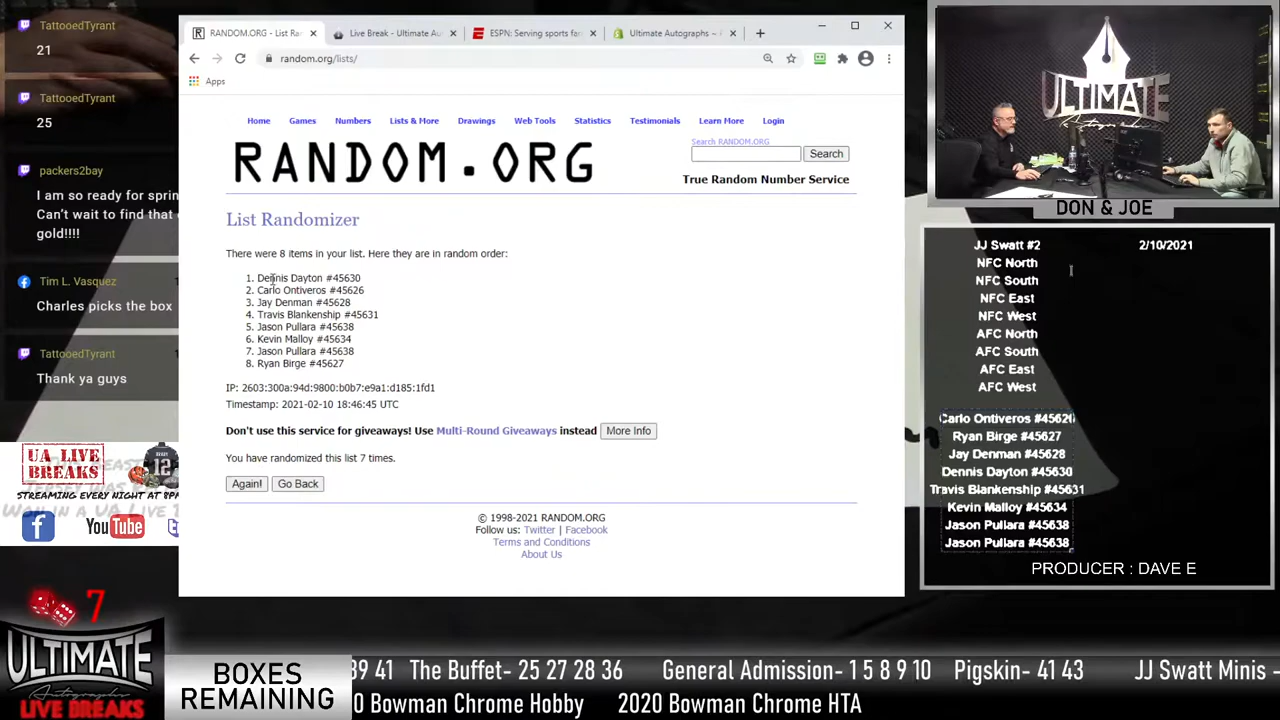 TattooedTyrant
21
TattooedTyrant
25
packers2bay
I am so ready for sprin
Can't wait to find that
gold!!!!
Tim L. Vasquez
Charles picks the box
TattooedTyrant
Thank ya guys
UA LIVE
BREAKS
STREAMING EVERY NIGHT AT 8PM
YouTube
7
ULTIMATE
Autographs
LIVE BREAKS
RANDOM.ORG - List Ra
Live Break - Ultimate Au
ESPN: Serving sports fa
Ultimate Autographs ~
random.org/lists/
Apps
Home Games Numbers Lists & More Drawings Web Tools Statistics Testimonials Learn More Login
Search RANDOM.ORG
RANDOM.ORG
Search
True Random Number Service
List Randomizer
There were 8 items in your list. Here they are in random order:
1. Dennis Dayton #45630
2. Carlo Ontiveros #45626
3. Jay Denman #45628
4. Travis Blankenship #45631
5. Jason Pullara #45638
6. Kevin Malloy #45634
7. Jason Pullara #45638
8. Ryan Birge #45627
IP: 2603:300a:94d:9800:b0b7:e9a1:d185:1fd1
Timestamp: 2021-02-10 18:46:45 UTC
Don't use this service for giveaways! Use Multi-Round Giveaways instead More Info
You have randomized this list 7 times.
Again! Go Back
© 1998-2021 RANDOM.ORG
Follow us: Twitter | Facebook
Terms and Conditions
About Us
ULTIMATE
Autographs
DON & JOE
JJ Swatt #2 2/10/2021
NFC North
NFC South
NFC East
NFC West
AFC North
AFC South
AFC East
AFC West
Carlo Ontiveros #45626
Ryan Birge #45627
Jay Denman #45628
Dennis Dayton #45630
Travis Blankenship #45631
Kevin Malloy #45634
Jason Pullara #45638
Jason Pullara #45638
PRODUCER : DAVE E
BOXES
REMAINING
39 41 The Buffet- 25 27 28 36 General Admission- 1 5 8 9 10 Pigskin- 41 43 JJ Swatt Minis -
0 Bowman Chrome Hobby 2020 Bowman Chrome HTA